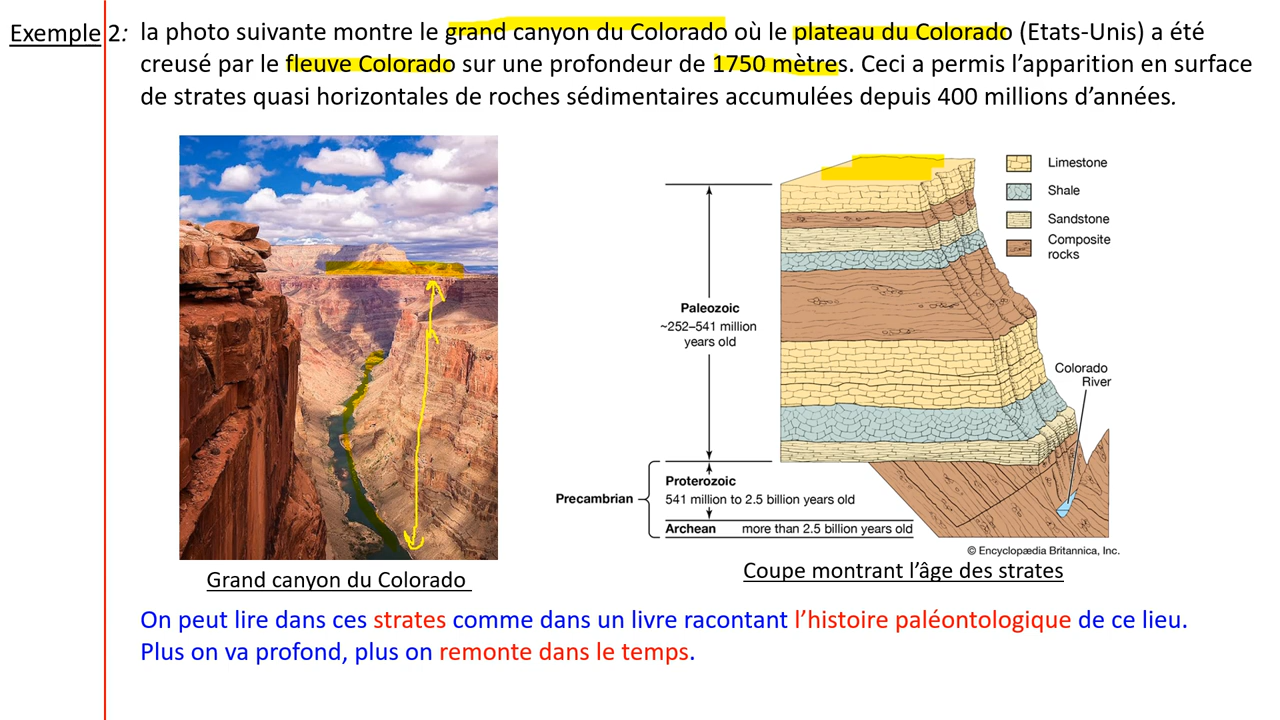 Exemple 2: la photo suivante montre le grand canyon du Colorado où le plateau du Colorado (Etats-Unis) a été
creusé par le fleuve Colorado sur une profondeur de 1750 mètres. Ceci a permis l’apparition en surface
de strates quasi horizontales de roches sédimentaires accumulées depuis 400 millions d’années.
Limestone
Shale
Sandstone
Composite
rocks
Paleozoic
~252–541 million
years old
Colorado
River
Proterozoic
Precambrian
541 million to 2.5 billion years old
Archean more than 2.5 billion years old
© Encyclopædia Britannica, Inc.
Grand canyon du Colorado
Coupe montrant l’âge des strates
On peut lire dans ces strates comme dans un livre racontant l’histoire paléontologique de ce lieu.
Plus on va profond, plus on remonte dans le temps.